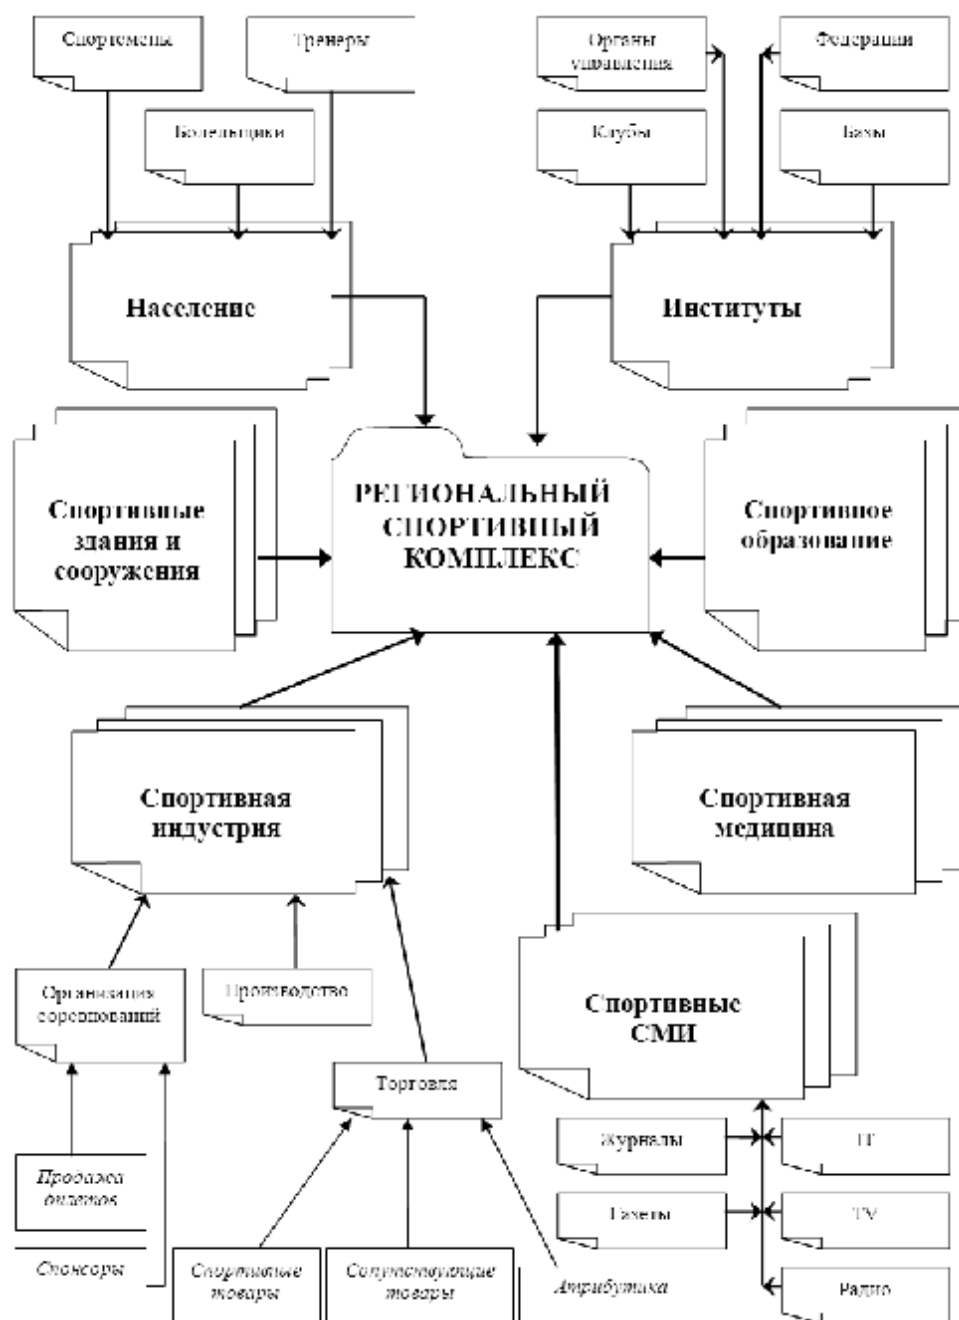 Спортсмены
Тренеры
Органы
управления
Федерации
Болельщики
Клубы
Базы
Население
Институты
РЕГИОНАЛЬНЫЙ
СПОРТИВНЫЙ
КОМПЛЕКС
Спортивные
здания и
сооружения
Спортивное
образование
Спортивная
индустрия
Спортивная
медицина
Организация
соревнований
Производство
Спортивные
СМИ
Торговля
Журналы
IT
Продажа
билетов
Газеты
TV
Спонсоры
Спортивные
товары
Сопутствующие
товары
Атрибутика
Радио